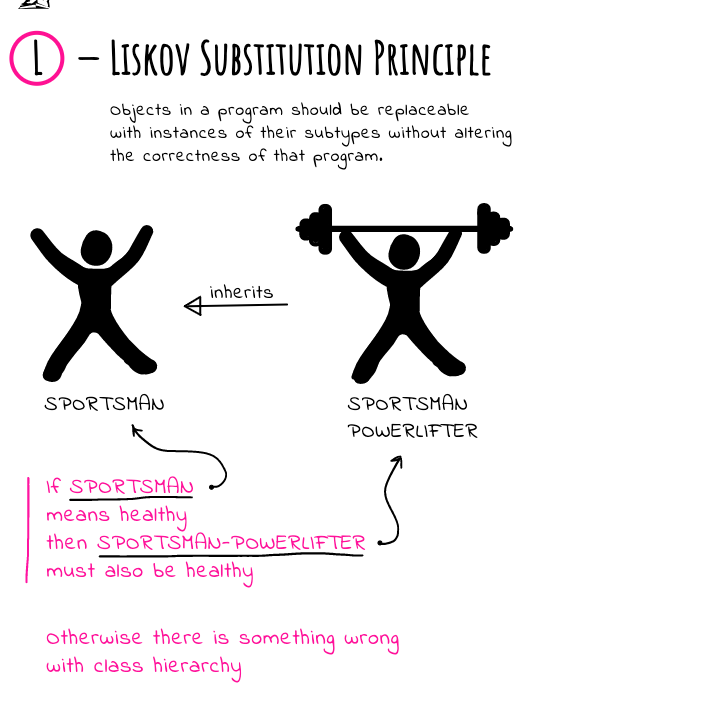 L — LISKOV SUBSTITUTION PRINCIPLE
Objects in a program should be replaceable
with instances of their subtypes without altering
the correctness of that program.
inherits
SPORTSMAN
SPORTSMAN
POWERLIFTER
If SPORTSMAN
means healthy
then SPORTSMAN-POWERLIFTER
must also be healthy
Otherwise there is something wrong
with class hierarchy